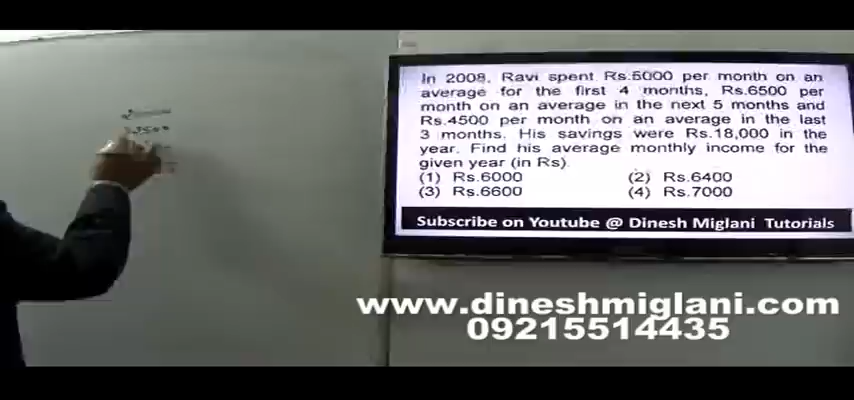 In 2008, Ravi spent Rs.5000 per month on an
average for the first 4 months, Rs.6500 per
month on an average in the next 5 months and
Rs.4500 per month on an average in the last
3 months. His savings were Rs.18,000 in the
year. Find his average monthly income for the
given year (in Rs).
(1) Rs.6000 (2) Rs.6400
(3) Rs.6600 (4) Rs.7000
Subscribe on Youtube @ Dinesh Miglani Tutorials
www.dineshmiglani.com
09215514435